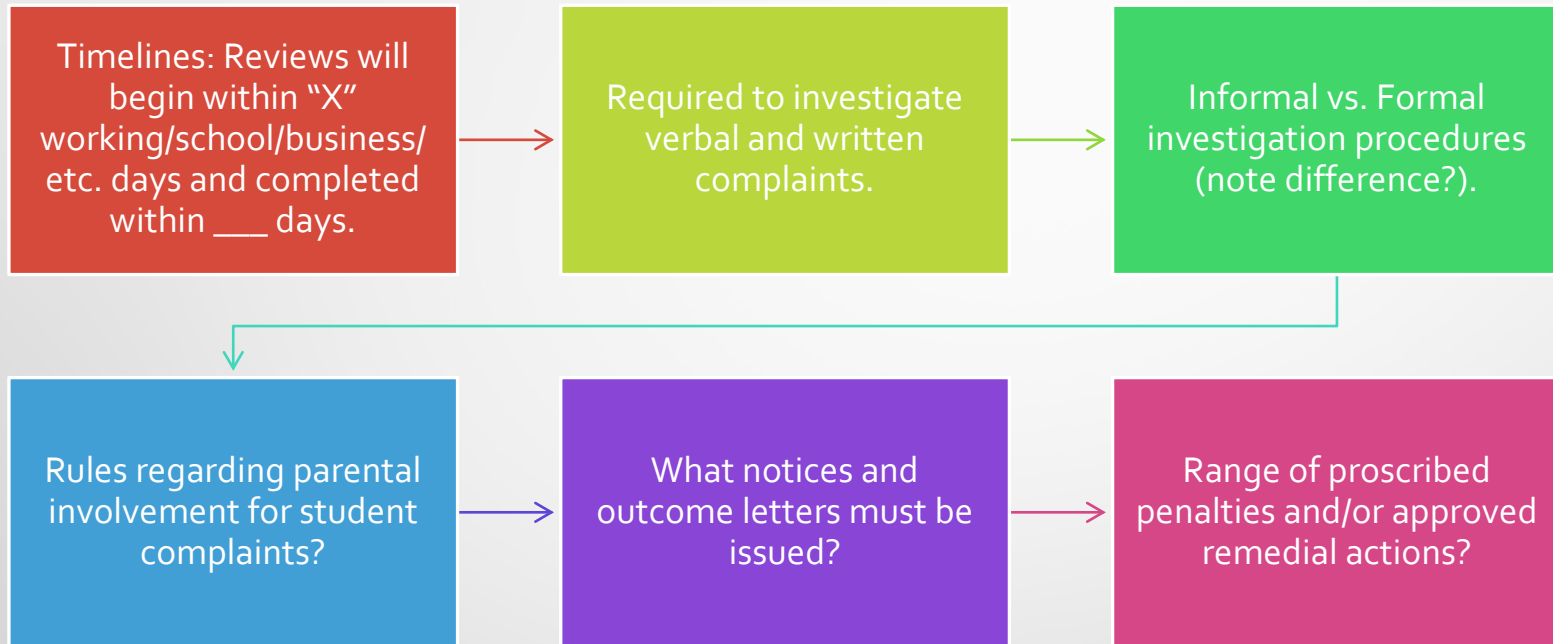 Timelines: Reviews will
begin within “X”
working/school/business/
etc. days and completed
within ___ days.
Required to investigate
verbal and written
complaints.
Informal vs. Formal
investigation procedures
(note difference?).
Rules regarding parental
involvement for student
complaints?
What notices and
outcome letters must be
issued?
Range of proscribed
penalties and/or approved
remedial actions?